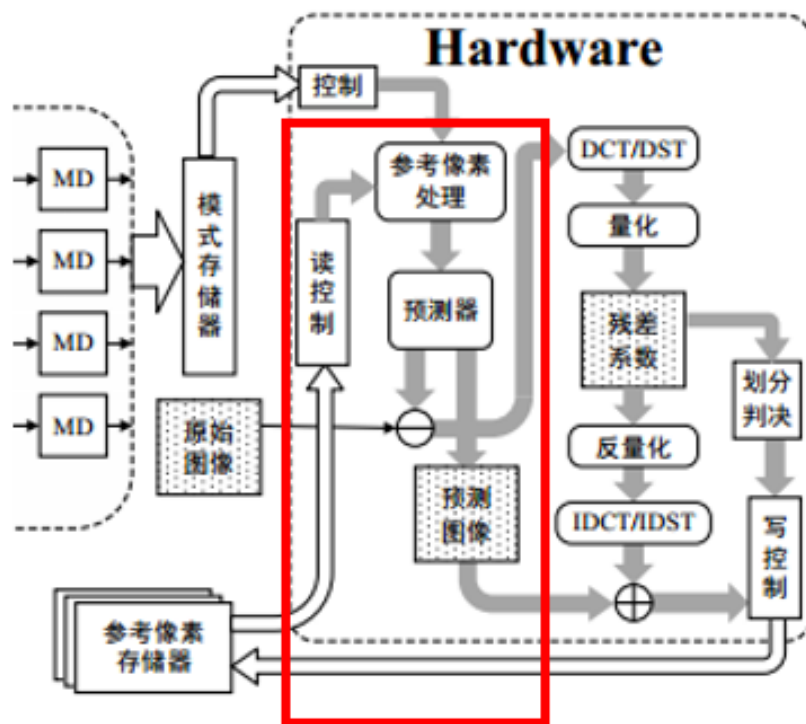 Hardware
控制
MD
MD
MD
MD
模式存储器
参考像素
处理
读控制
预测器
原始
图像
预测
图像
DCT/DST
量化
残差
系数
划分
判决
反量化
IDCT/IDST
写控制
参考像素
存储器